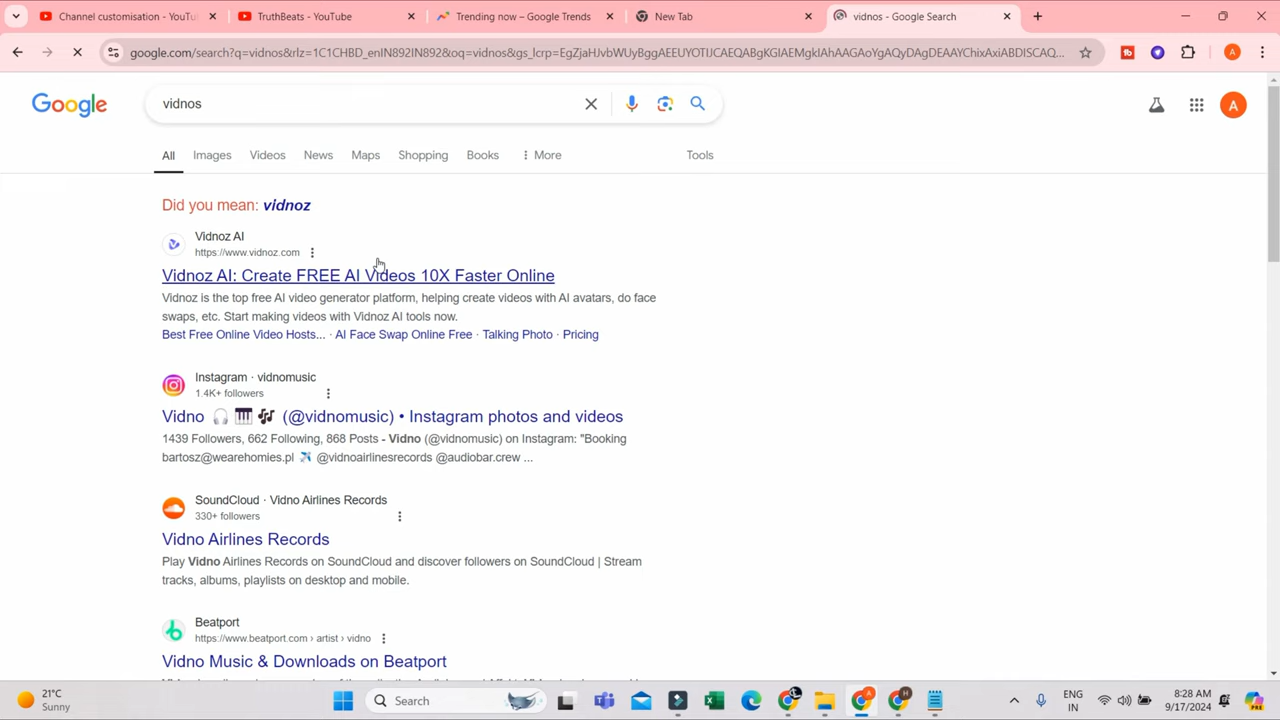 Channel customisation - YouTu
TruthBeats - YouTube
Trending now – Google Trends
New Tab
vidnos - Google Search
google.com/search?q=vidnos&rlz=1C1CHBD_enIN892IN892&oq=vidnos&gs_lcrp=EgZjaHJvbWUyBggAEEUYOTIJCAEQABgKGIAEMgkIAhAAGAoYgAQyDAgDEAAYChixAxiABDISCAQ...
Google
vidnos
A
All Images Videos News Maps Shopping Books More Tools
Did you mean: vidnoz
Vidnoz AI
https://www.vidnoz.com
Vidnoz AI: Create FREE AI Videos 10X Faster Online
Vidnoz is the top free AI video generator platform, helping create videos with AI avatars, do face
swaps, etc. Start making videos with Vidnoz AI tools now.
Best Free Online Video Hosts... · AI Face Swap Online Free · Talking Photo · Pricing
Instagram · vidnomusic
1.4K+ followers
Vidno 🎧 🎹 🎶 (@vidnomusic) • Instagram photos and videos
1439 Followers, 662 Following, 868 Posts - Vidno (@vidnomusic) on Instagram: "Booking
bartosz@wearehomies.pl ✈️ @vidnoairlinesrecords @audiobar.crew ...
SoundCloud · Vidno Airlines Records
330+ followers
Vidno Airlines Records
Play Vidno Airlines Records on SoundCloud and discover followers on SoundCloud | Stream
tracks, albums, playlists on desktop and mobile.
Beatport
https://www.beatport.com › artist › vidno
Vidno Music & Downloads on Beatport
21°C
Sunny
Search
ENG
IN
8:28 AM
9/17/2024